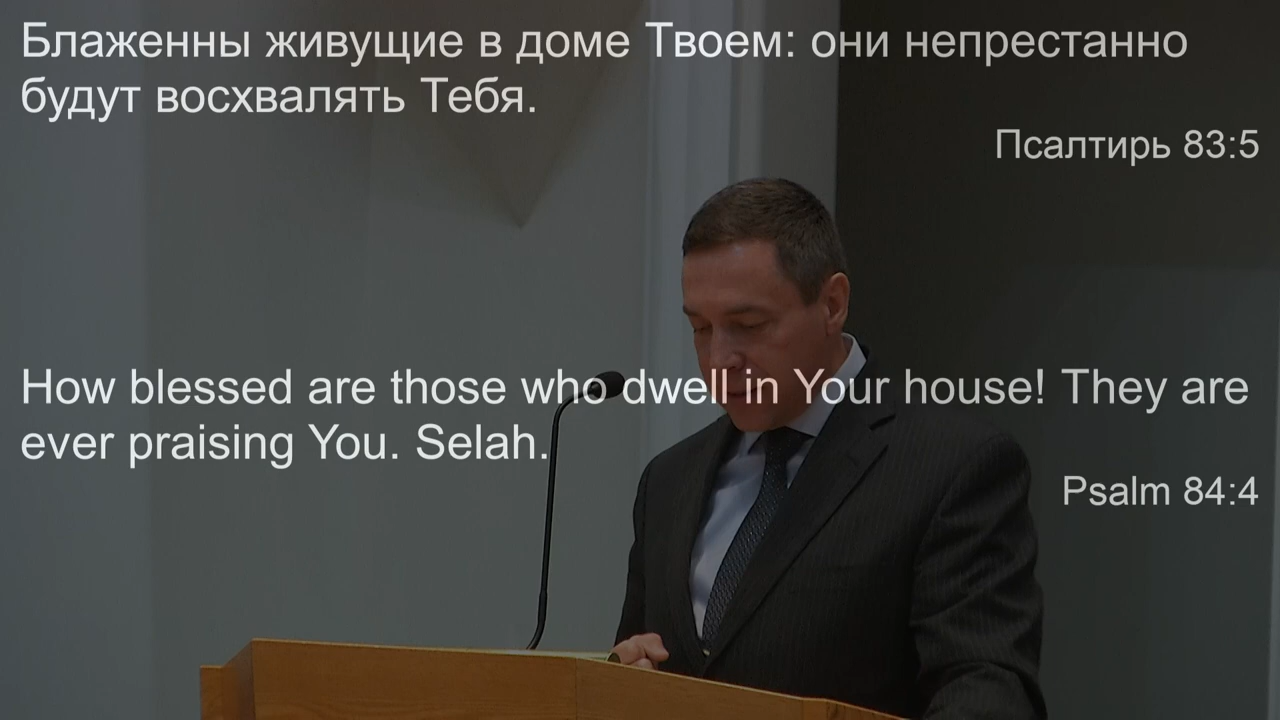 Блаженны живущие в доме Твоем: они непрестанно
будут восхвалять Тебя.
Псалтирь 83:5
How blessed are those who dwell in Your house! They are
ever praising You. Selah.
Psalm 84:4